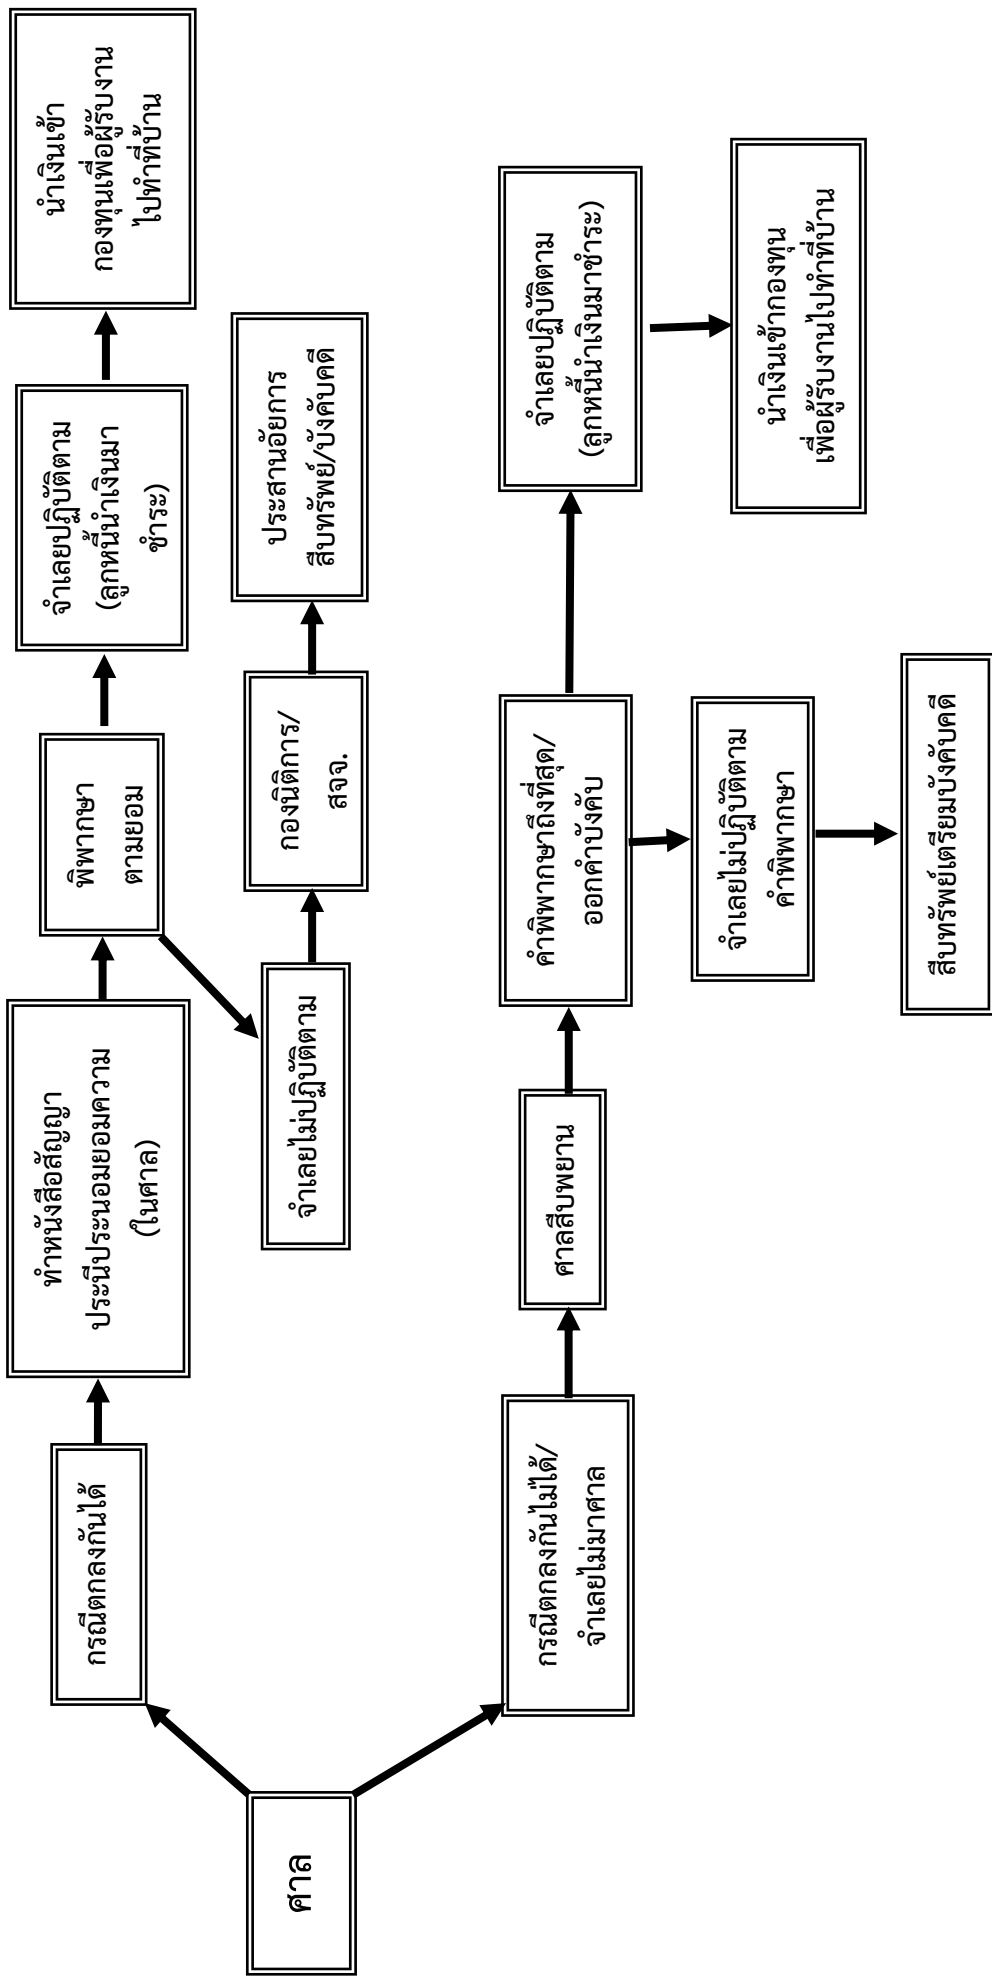 ศาล
กรณีตกลงกันได้
ทำหนังสือสัญญา
ประนีประนอมยอมความ
(ในศาล)
พิพากษา
ตามยอม
จำเลยปฏิบัติตาม
(ลูกหนี้นำเงินมา
ชำระ)
นำเงินเข้า
กองทุนเพื่อผู้รับงาน
ไปทำที่บ้าน
จำเลยไม่ปฏิบัติตาม
กองนิติการ/
สจจ.
ประสานอัยการ
สืบทรัพย์/บังคับคดี
กรณีตกลงกันไม่ได้/
จำเลยไม่มาศาล
ศาลสืบพยาน
คำพิพากษาถึงที่สุด/
ออกคำบังคับ
จำเลยปฏิบัติตาม
(ลูกหนี้นำเงินมาชำระ)
นำเงินเข้ากองทุน
เพื่อผู้รับงานไปทำที่บ้าน
จำเลยไม่ปฏิบัติตาม
คำพิพากษา
สืบทรัพย์เตรียมบังคับคดี